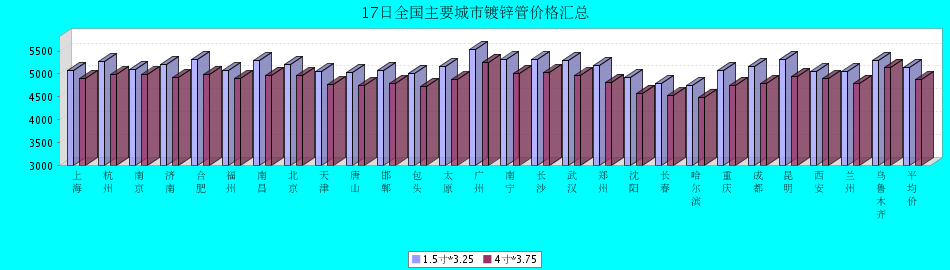 17日全国主要城市镀锌管价格汇总
5500
5000
4500
4000
3500
3000
上海 杭州 南京 济南 合肥 福州 南昌 北京 天津 唐山 邯郸 包头 太原 广州 南宁 长沙 武汉 郑州 沈阳 长春 哈尔滨 重庆 成都 昆明 西安 兰州 乌鲁木齐 平均价
1.5寸*3.25 4寸*3.75